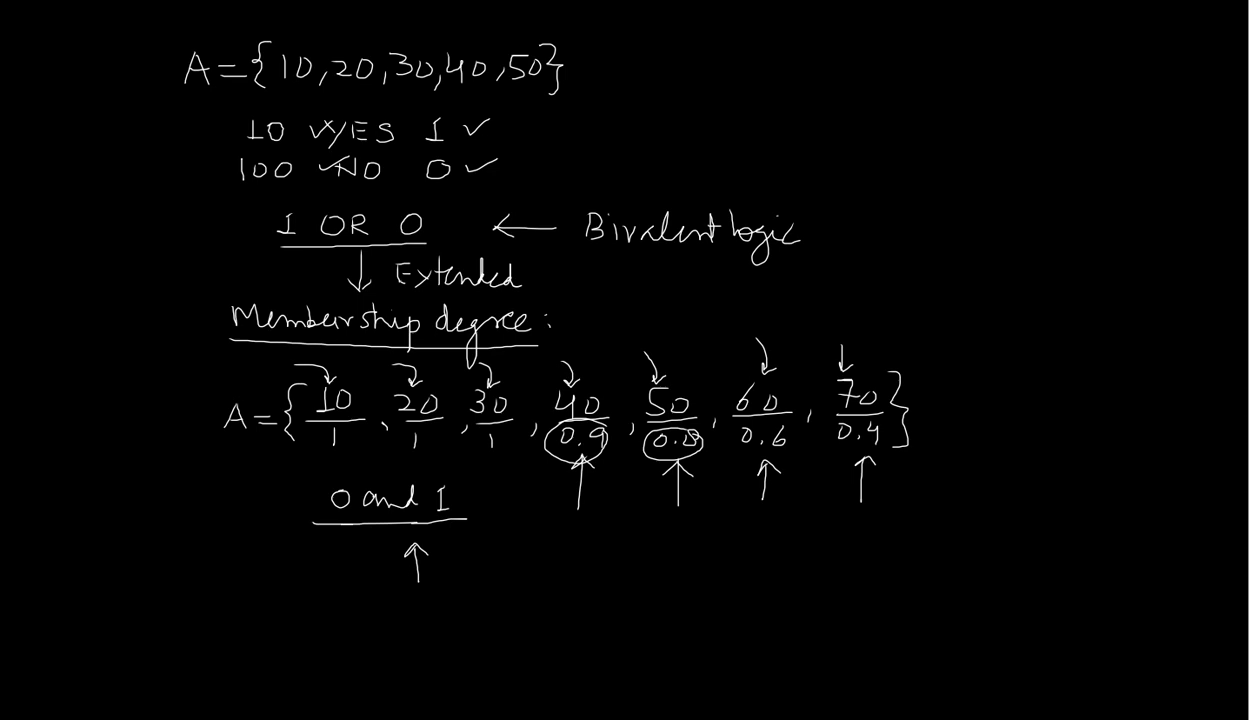 A={10,20,30,40,50}
10 ✓YES 1 ✓
100 ✓NO 0 ✓
1 OR 0 ← Bivalent logic
↓ Extended
Membership degree:
A={10/1, 20/1, 30/1, 40/0.9, 50/0.8, 60/0.6, 70/0.4}
0 and 1